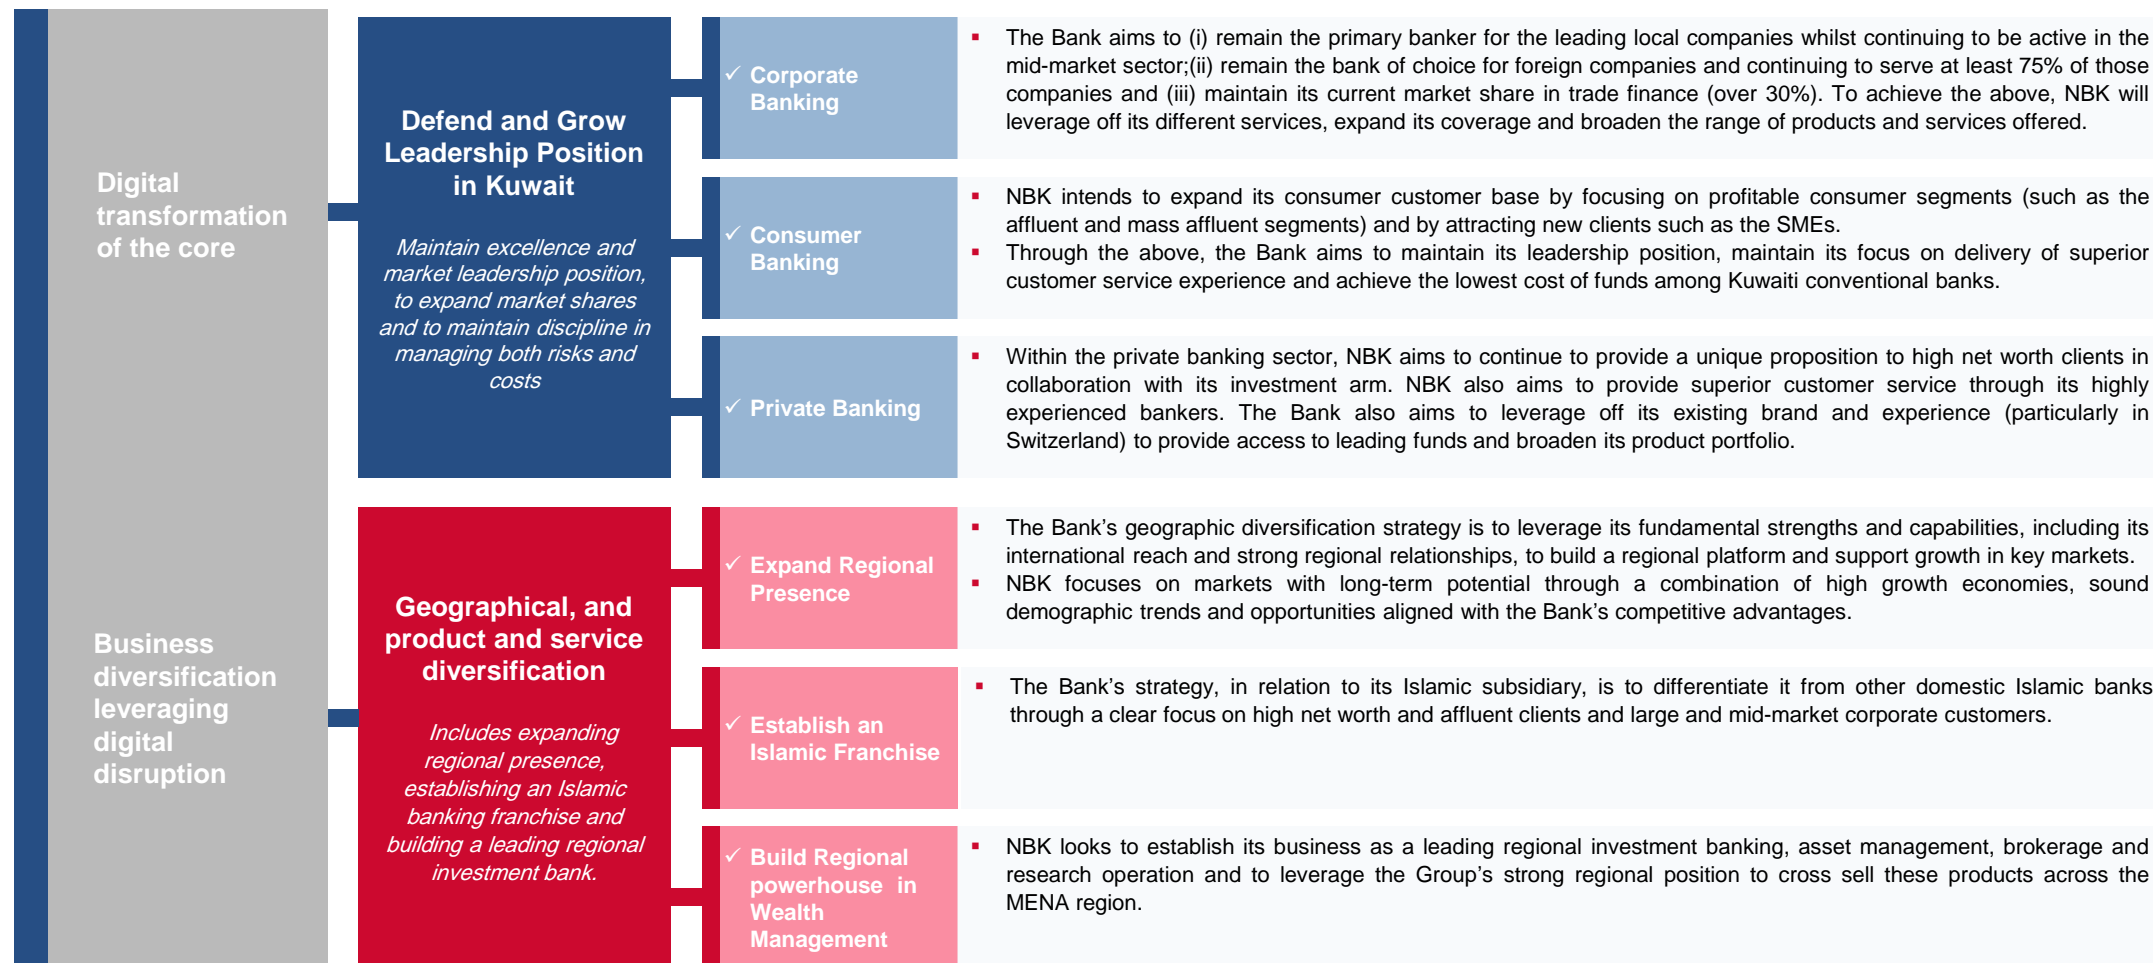 Digital
transformation
of the core
Defend and Grow
Leadership Position
in Kuwait
Maintain excellence and
market leadership position,
to expand market shares
and to maintain discipline in
managing both risks and
costs
✓ Corporate
Banking
▪ The Bank aims to (i) remain the primary banker for the leading local companies whilst continuing to be active in the
mid-market sector;(ii) remain the bank of choice for foreign companies and continuing to serve at least 75% of those
companies and (iii) maintain its current market share in trade finance (over 30%). To achieve the above, NBK will
leverage off its different services, expand its coverage and broaden the range of products and services offered.
✓ Consumer
Banking
▪ NBK intends to expand its consumer customer base by focusing on profitable consumer segments (such as the
affluent and mass affluent segments) and by attracting new clients such as the SMEs.
▪ Through the above, the Bank aims to maintain its leadership position, maintain its focus on delivery of superior
customer service experience and achieve the lowest cost of funds among Kuwaiti conventional banks.
✓ Private Banking
▪ Within the private banking sector, NBK aims to continue to provide a unique proposition to high net worth clients in
collaboration with its investment arm. NBK also aims to provide superior customer service through its highly
experienced bankers. The Bank also aims to leverage off its existing brand and experience (particularly in
Switzerland) to provide access to leading funds and broaden its product portfolio.
Business
diversification
leveraging
digital
disruption
Geographical, and
product and service
diversification
Includes expanding
regional presence,
establishing an Islamic
banking franchise and
building a leading regional
investment bank.
✓ Expand Regional
Presence
▪ The Bank’s geographic diversification strategy is to leverage its fundamental strengths and capabilities, including its
international reach and strong regional relationships, to build a regional platform and support growth in key markets.
▪ NBK focuses on markets with long-term potential through a combination of high growth economies, sound
demographic trends and opportunities aligned with the Bank’s competitive advantages.
✓ Establish an
Islamic Franchise
▪ The Bank’s strategy, in relation to its Islamic subsidiary, is to differentiate it from other domestic Islamic banks
through a clear focus on high net worth and affluent clients and large and mid-market corporate customers.
✓ Build Regional
powerhouse in
Wealth
Management
▪ NBK looks to establish its business as a leading regional investment banking, asset management, brokerage and
research operation and to leverage the Group’s strong regional position to cross sell these products across the
MENA region.